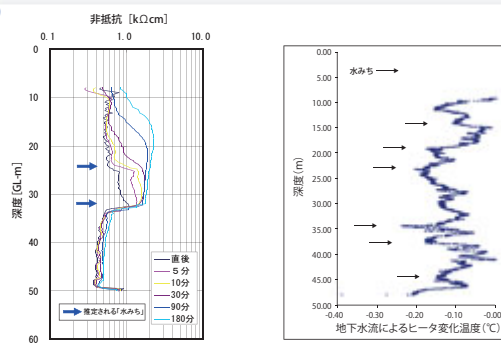 非抵抗 [kΩcm]
0.1 1.0 10.0
0
10
20
30
40
50
60
深度[GL-m]
直後
5分
10分
30分
90分
180分
推定される「水みち」
0.00
5.00
10.00
15.00
20.00
25.00
30.00
35.00
40.00
45.00
50.00
深度(m)
水みち
-0.40 -0.30 -0.20 -0.10 -0.00
地下水流によるヒータ変化温度(℃)